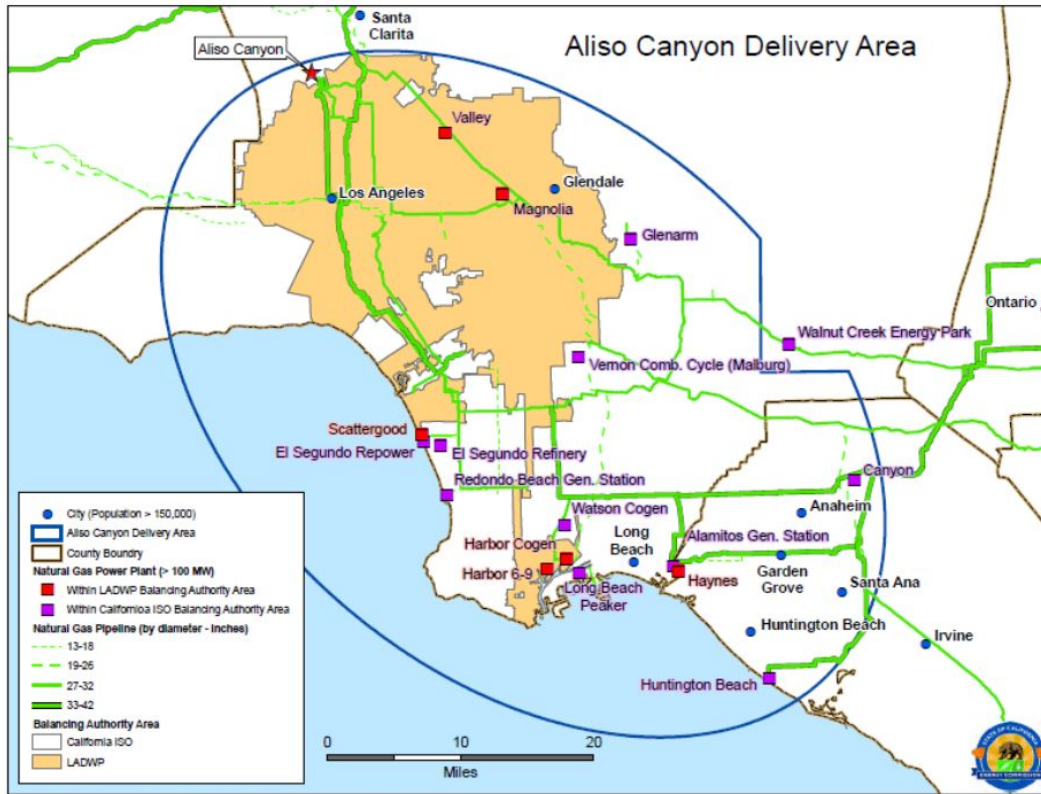 Aliso Canyon Delivery Area
Santa
Clarita
Aliso Canyon
Valley
Los Angeles
Glendale
Magnolia
Glenarm
Ontario
Walnut Creek Energy Park
Vernon Comb. Cycle (Malburg)
Scattergood
El Segundo Repower
El Segundo Refinery
Redondo Beach Gen. Station
Canyon
Watson Cogen
Anaheim
Harbor Cogen
Long
Beach
Alamitos Gen. Station
Harbor 6-9
Haynes
Garden
Grove
Long Beach
Peaker
Santa Ana
Huntington Beach
Irvine
Huntington Beach
City (Population > 150,000)
Aliso Canyon Delivery Area
County Boundry
Natural Gas Power Plant (> 100 MW)
Within LADWP Balancing Authority Area
Within Californioa ISO Balancing Authority Area
Natural Gas Pipeline (by diameter - Inches)
13-18
19-26
27-32
33-42
Balancing Authority Area
California ISO
LADWP
0 10 20
Miles
STATE OF CALIFORNIA
ENERGY COMMISSION